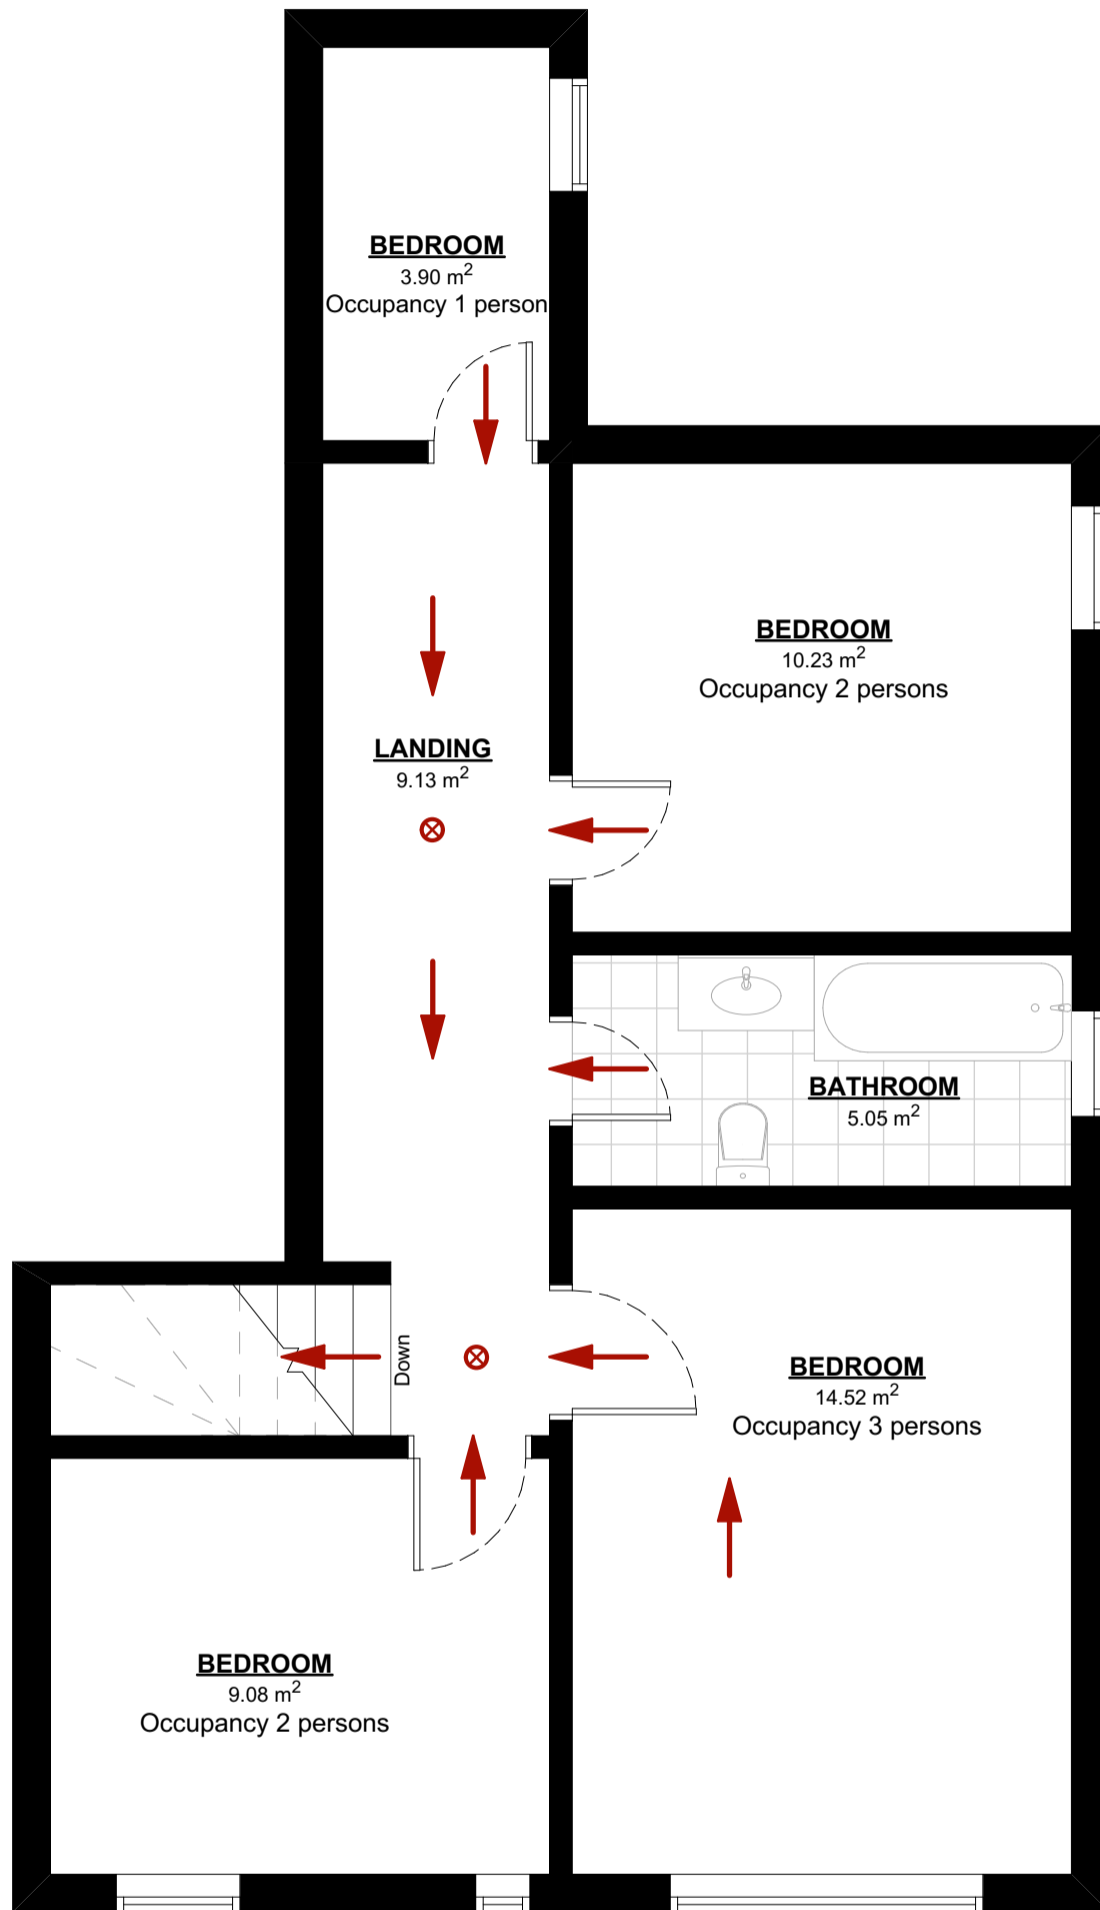 BEDROOM
3.90 m²
Occupancy 1 person
BEDROOM
10.23 m²
Occupancy 2 persons
LANDING
9.13 m²
BATHROOM
5.05 m²
Down
BEDROOM
14.52 m²
Occupancy 3 persons
BEDROOM
9.08 m²
Occupancy 2 persons